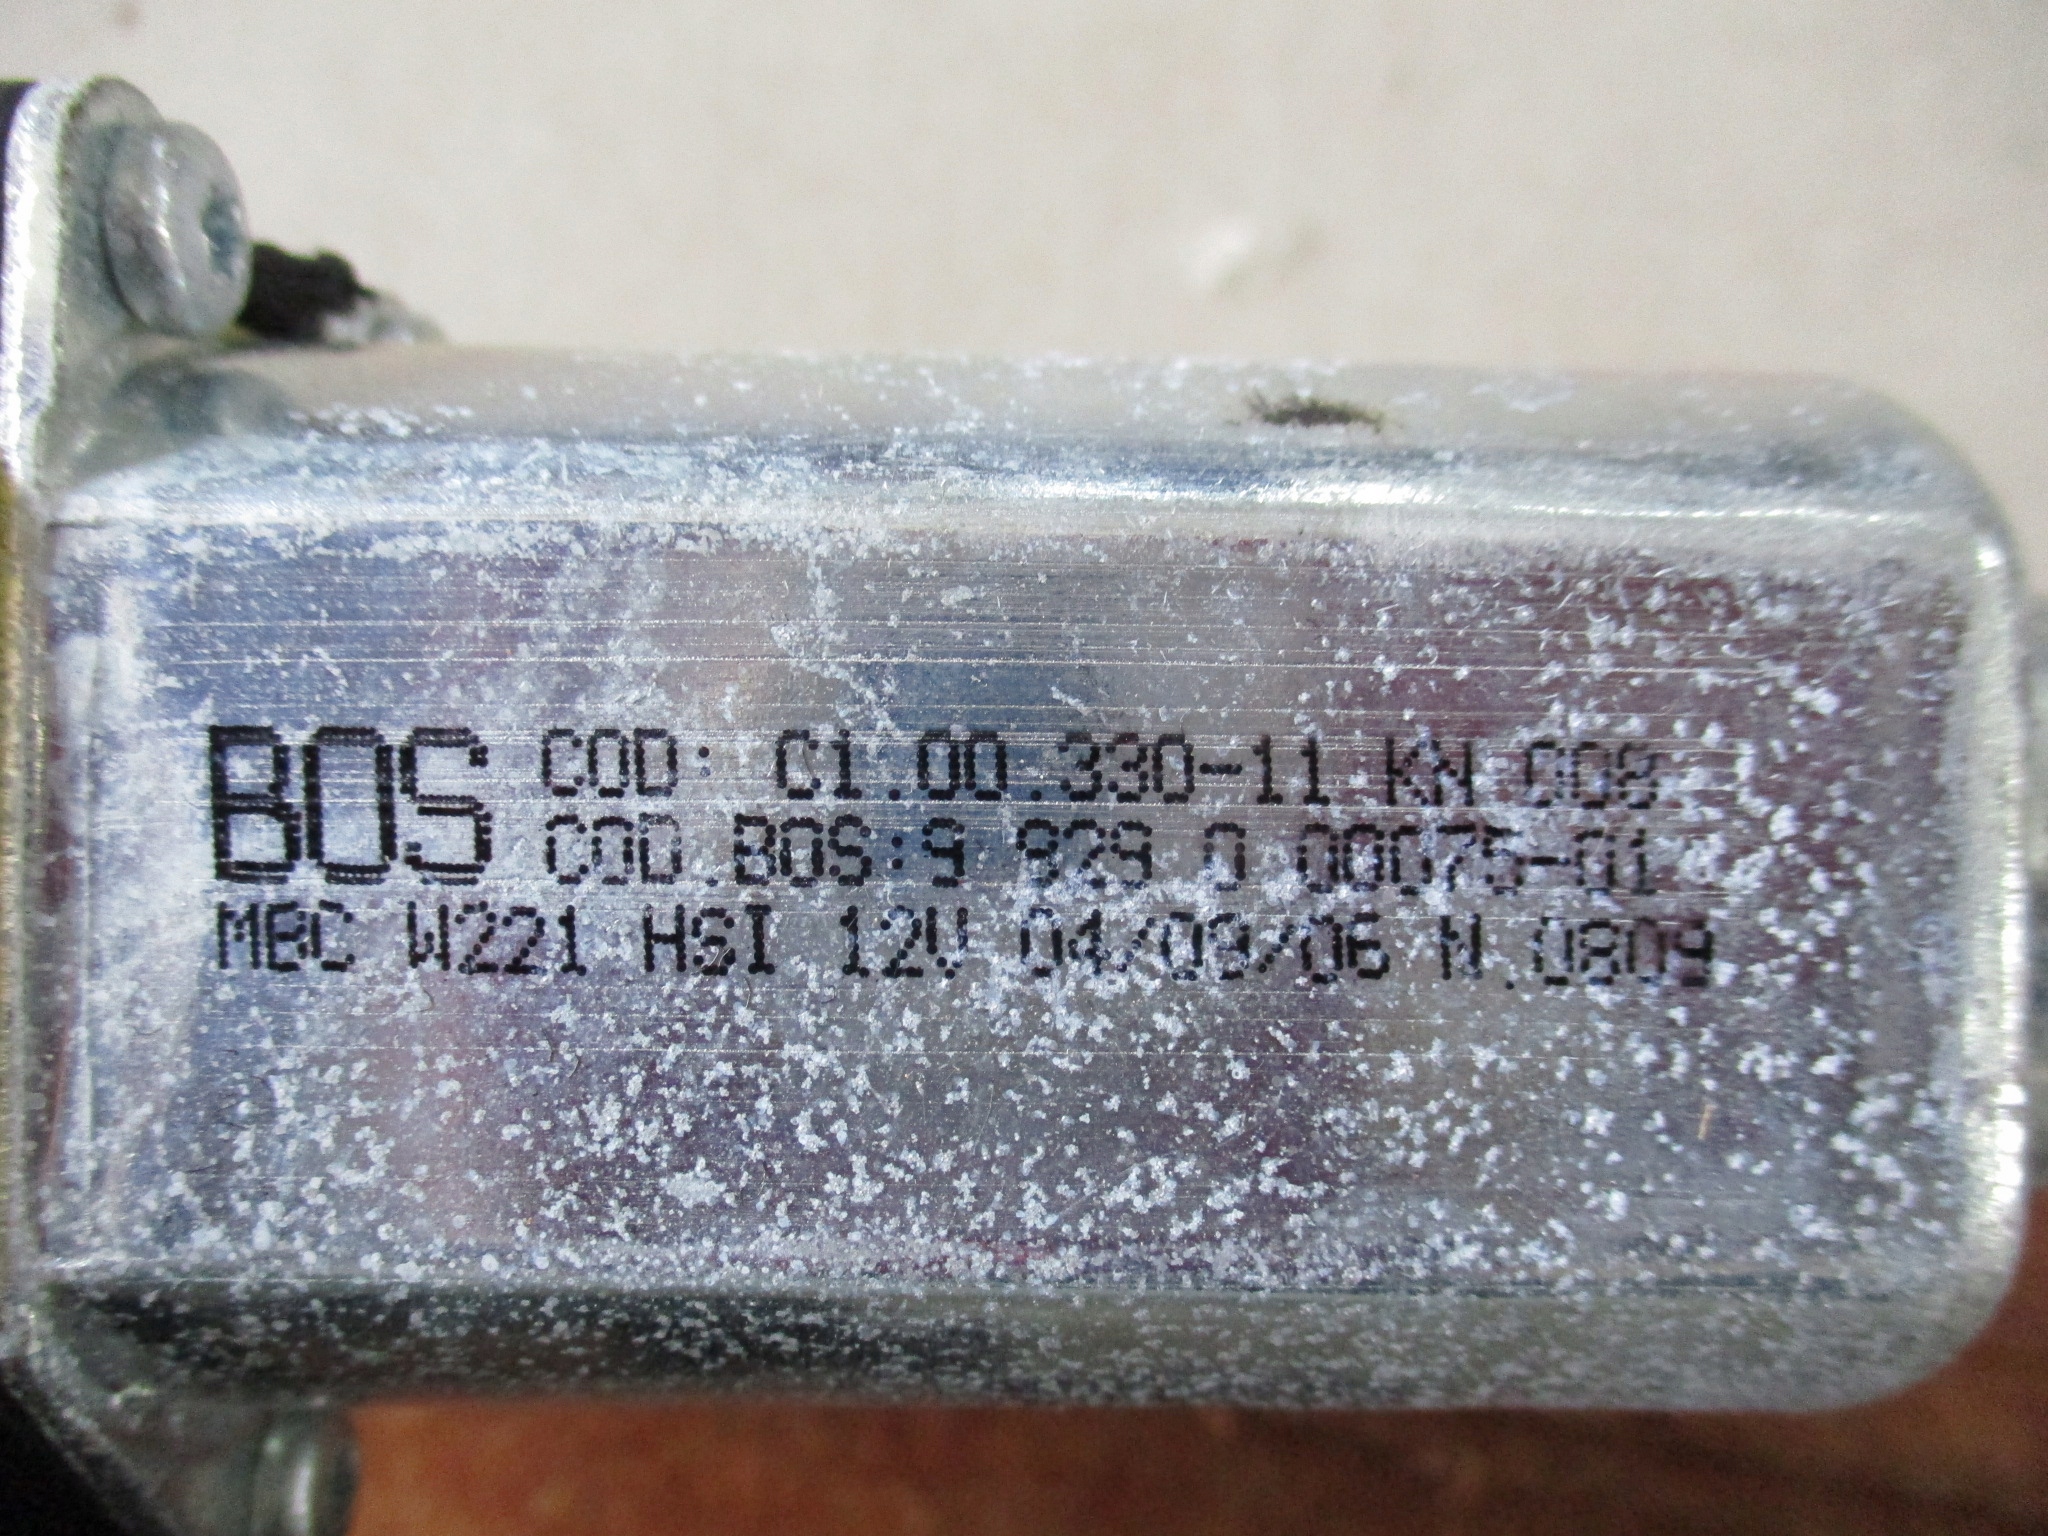 BOS COD: C1.00.330-11 KN 008
COD.BOS:9 929 0 00075-01
MBC W221 HSI 12V 04/09/06 N.0809